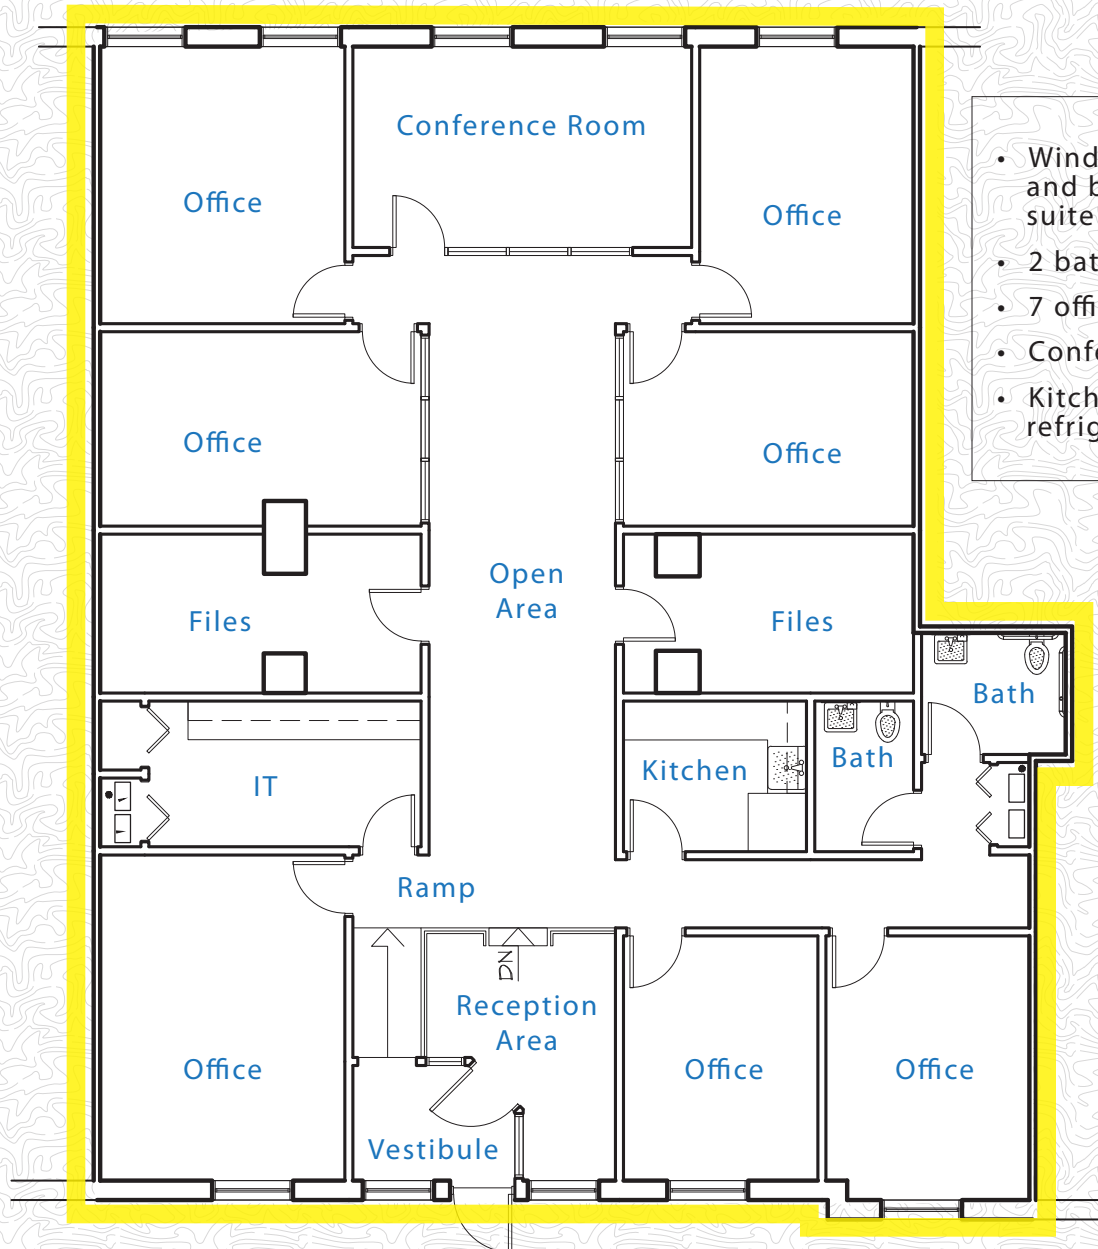 Conference Room
Office
Office
Office
Office
Open
Area
Files
Files
Bath
Bath
Kitchen
IT
Ramp
DN
Reception
Area
Office
Office
Office
Vestibule
• Wind
and b
suite
• 2 bat
• 7 offi
• Confe
• Kitch
refrig